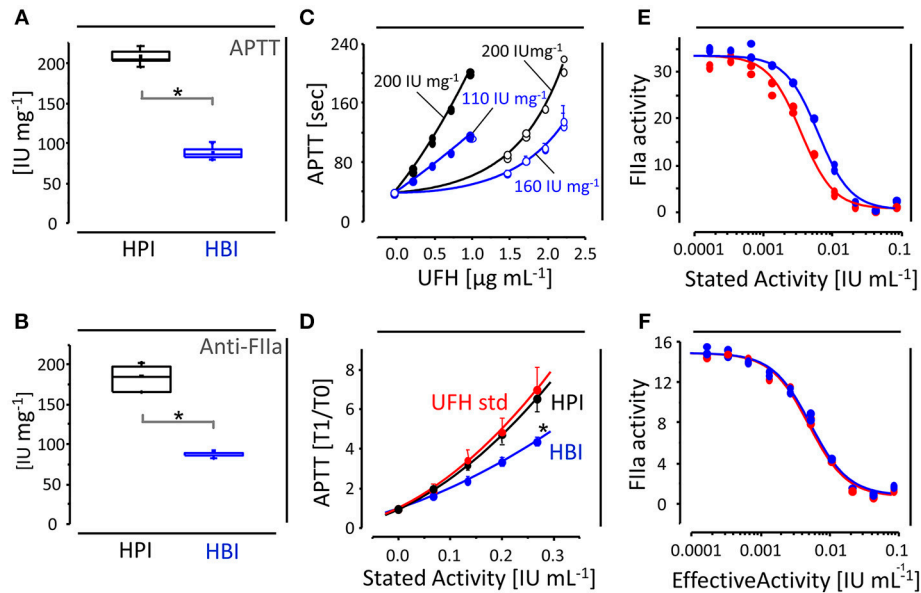 A
APTT
[IU mg-1]
200
150
100
50
0
*
HPI
HBI
B
Anti-FIIa
[IU mg-1]
200
150
100
50
0
*
HPI
HBI
C
APTT [sec]
240
160
80
0
200 IU mg-1
200 IUmg-1
110 IU mg-1
160 IU mg-1
0.0 0.5 1.0 1.5 2.0 2.5
UFH [µg mL-1]
D
APTT [T1/T0]
8
6
4
2
0
UFH std
HPI
*
HBI
0.0 0.1 0.2 0.3
Stated Activity [IU mL-1]
E
FIIa activity
30
20
10
0
0.0001 0.001 0.01 0.1
Stated Activity [IU mL-1]
F
FIIa activity
16
12
8
4
0
0.0001 0.001 0.01 0.1
EffectiveActivity [IU mL-1]